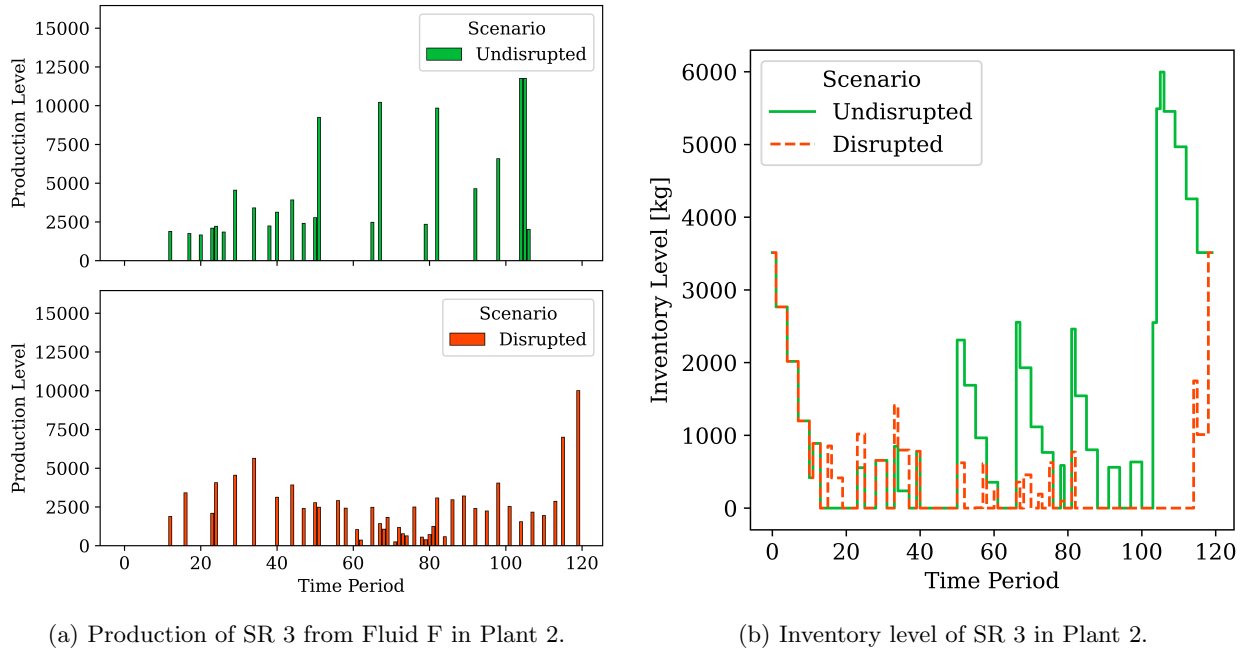 15000
12500
10000
7500
5000
2500
0
Production Level
Scenario
Undisrupted
15000
12500
10000
7500
5000
2500
0
Production Level
Scenario
Disrupted
0 20 40 60 80 100 120
Time Period
(a) Production of SR 3 from Fluid F in Plant 2.
6000
5000
4000
3000
2000
1000
0
Inventory Level [kg]
Scenario
Undisrupted
Disrupted
0 20 40 60 80 100 120
Time Period
(b) Inventory level of SR 3 in Plant 2.